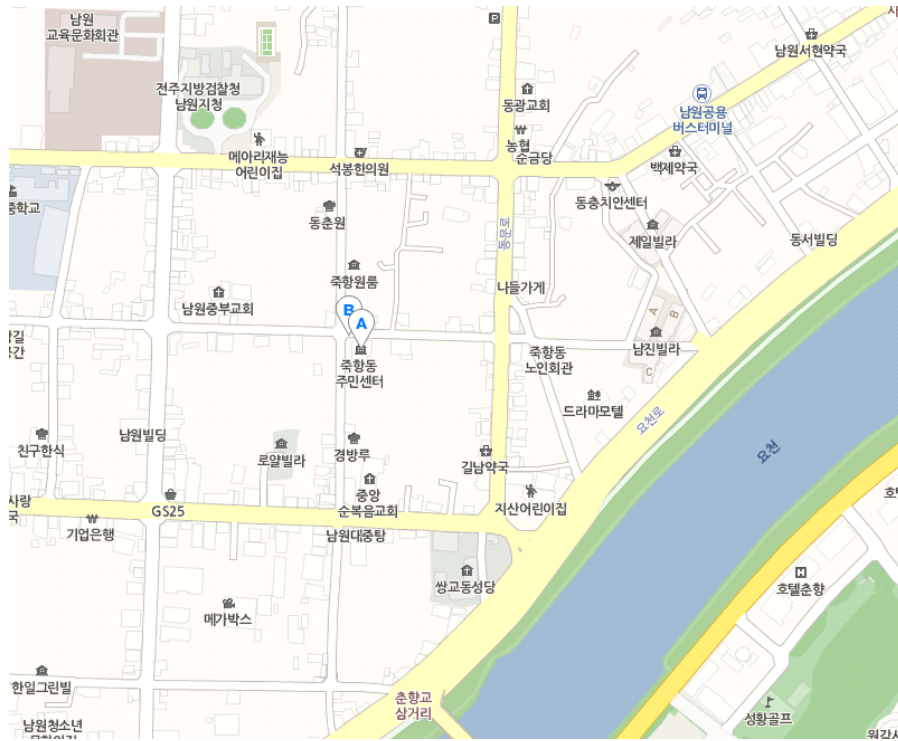 남원
교육문화회관
P
남원서현약국
전주지방검찰청
남원지청
동광교회
남원공용
버스터미널
농협
순금당
메아리재능
어린이집
석봉한의원
백제약국
중학교
동충치안센터
동춘원
제일빌라
동서빌딩
동문로
죽항원룸
남원중부교회
나들가게
B
A
A
B
남진빌라
C
죽항동
주민센터
죽항동
노인회관
드라마모텔
요천로
요천
친구한식
남원빌딩
로얄빌라
경방루
길남약국
중앙
순복음교회
지산어린이집
GS25
기업은행
남원대중탕
쌍교동성당
H
호텔춘향
메가박스
한일그린빌
춘향교
삼거리
성황골프
남원청소년